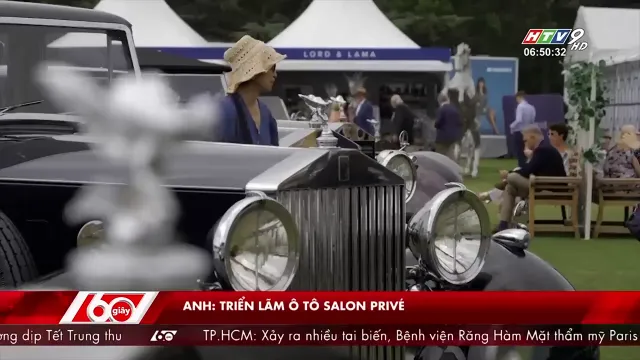 HTV9 HD
06:50:32
LORD & LAMA
60 giây
ANH: TRIỂN LÃM Ô TÔ SALON PRIVÉ
ơng dịp Tết Trung thu
TP.HCM: Xảy ra nhiều tai biến, Bệnh viện Răng Hàm Mặt thẩm mỹ Paris